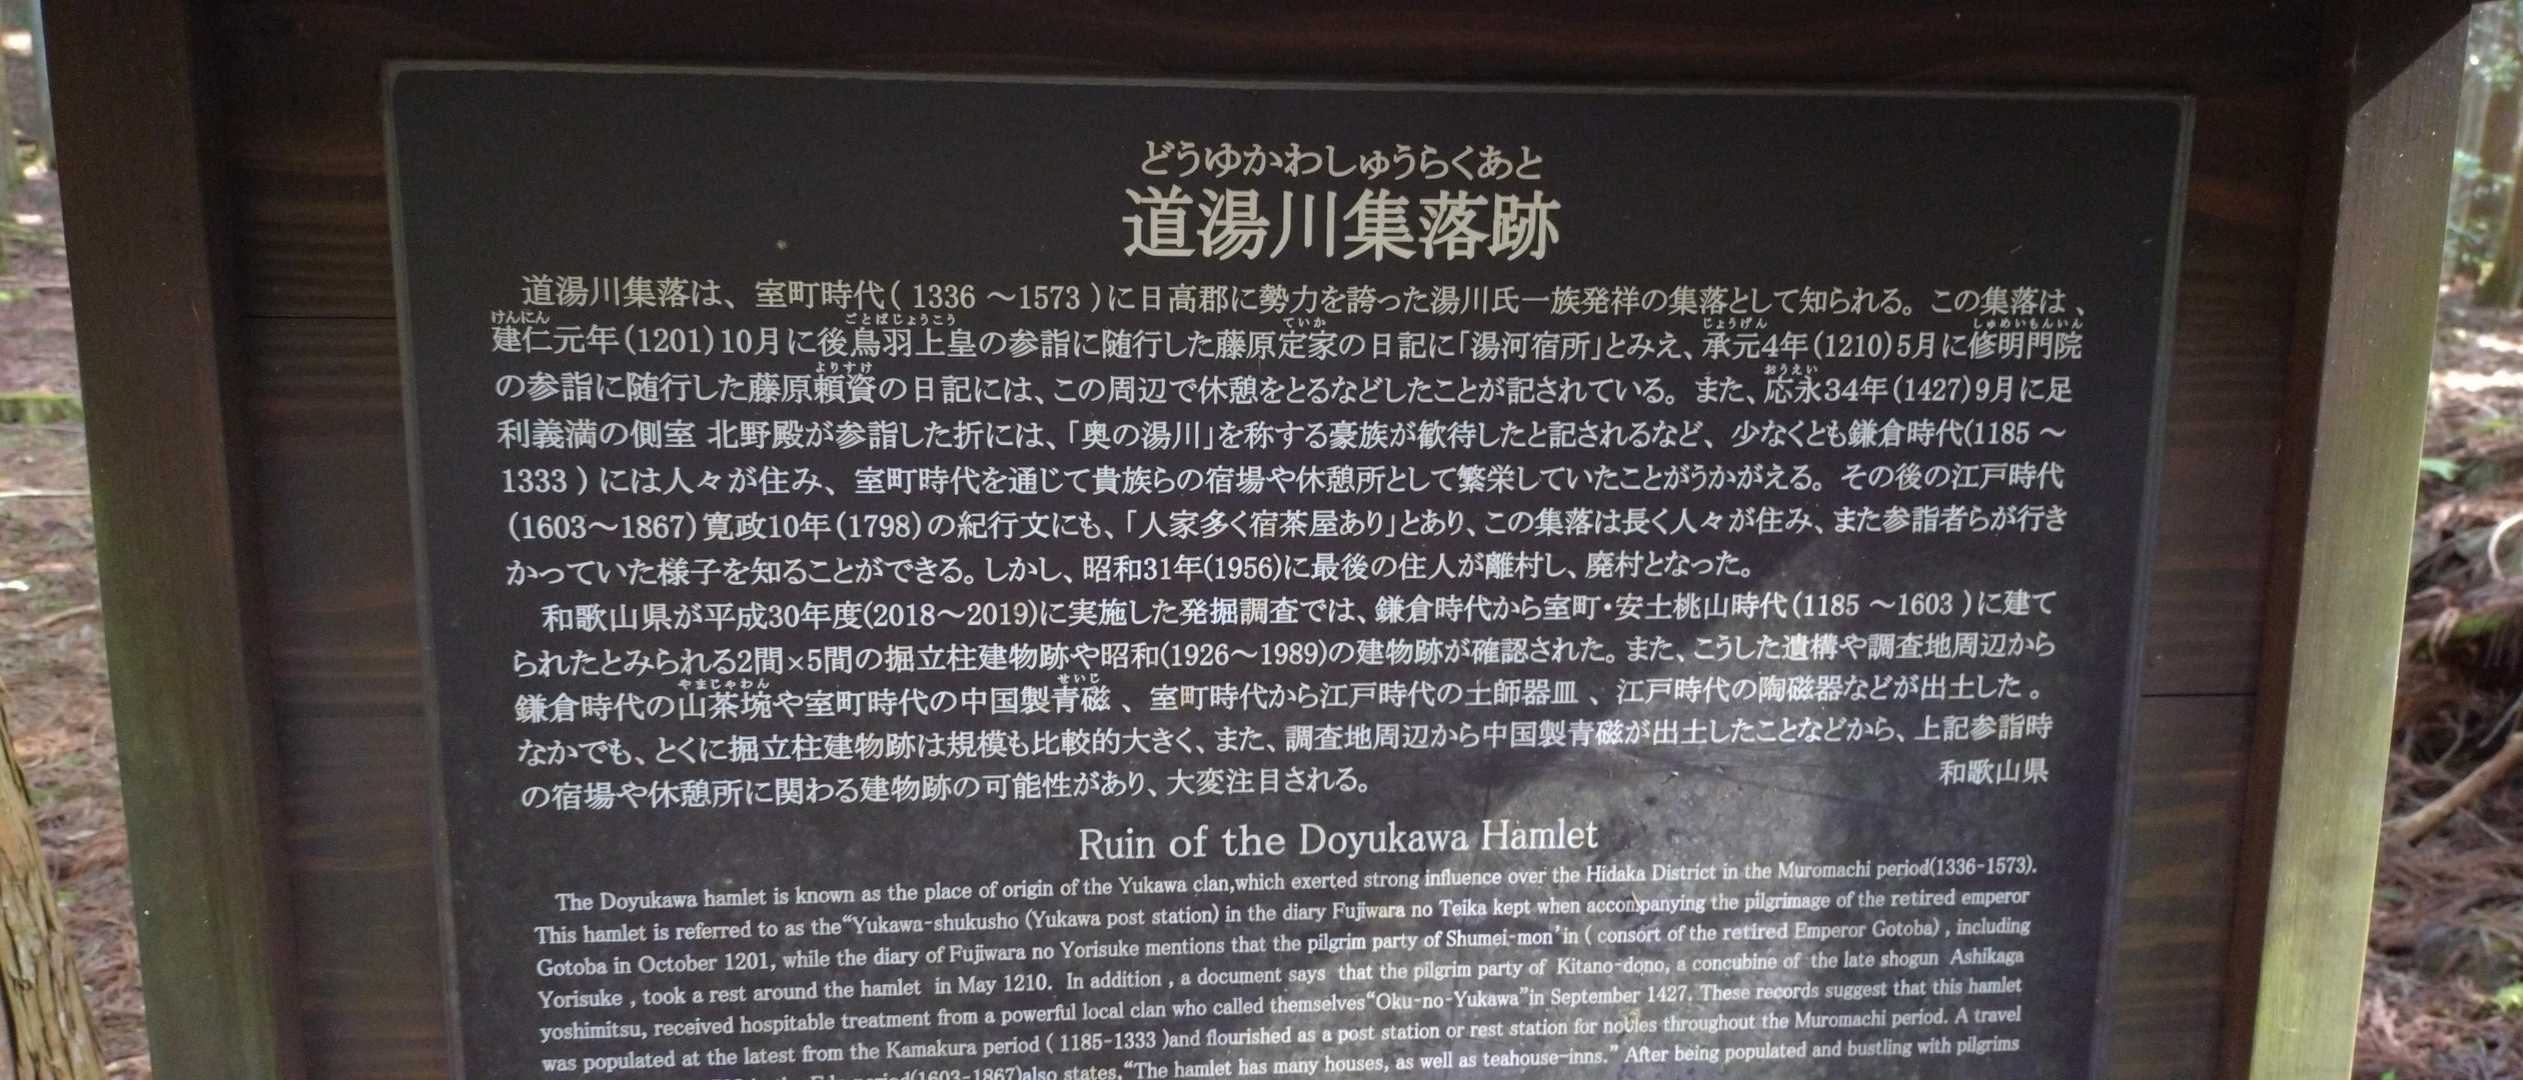 どうゆかわしゅうらくあと
道湯川集落跡
道湯川集落は、室町時代( 1336 ～1573 )に日高郡に勢力を誇った湯川氏一族発祥の集落として知られる。この集落は、
けんにん ごとばじょうこう ていか じょうげん しゅめいもんいん
建仁元年(1201)10月に後鳥羽上皇の参詣に随行した藤原定家の日記に「湯河宿所」とみえ、承元4年(1210)5月に修明門院
よりすけ おうえい
の参詣に随行した藤原頼資の日記には、この周辺で休憩をとるなどしたことが記されている。また、応永34年(1427)9月に足
利義満の側室 北野殿が参詣した折には、「奥の湯川」を称する豪族が歓待したと記されるなど、少なくとも鎌倉時代(1185 ～
1333 )には人々が住み、室町時代を通じて貴族らの宿場や休憩所として繁栄していたことがうかがえる。その後の江戸時代
(1603～1867)寛政10年(1798)の紀行文にも、「人家多く宿茶屋あり」とあり、この集落は長く人々が住み、また参詣者らが行き
かっていた様子を知ることができる。しかし、昭和31年(1956)に最後の住人が離村し、廃村となった。
和歌山県が平成30年度(2018～2019)に実施した発掘調査では、鎌倉時代から室町・安土桃山時代(1185 ～1603 )に建て
られたとみられる2間×5間の掘立柱建物跡や昭和(1926～1989)の建物跡が確認された。また、こうした遺構や調査地周辺から
やまじゃわん せいじ
鎌倉時代の山茶埦や室町時代の中国製青磁 、室町時代から江戸時代の土師器皿 、江戸時代の陶磁器などが出土した 。
なかでも、とくに掘立柱建物跡は規模も比較的大きく、また、調査地周辺から中国製青磁が出土したことなどから、上記参詣時
の宿場や休憩所に関わる建物跡の可能性があり、大変注目される。
和歌山県
Ruin of the Doyukawa Hamlet
The Doyukawa hamlet is known as the place of origin of the Yukawa clan,which exerted strong influence over the Hidaka District in the Muromachi period(1336-1573).
This hamlet is referred to as the“Yukawa-shukusho (Yukawa post station) in the diary Fujiwara no Teika kept when accompanying the pilgrimage of the retired emperor
Gotoba in October 1201, while the diary of Fujiwara no Yorisuke mentions that the pilgrim party of Shumei-mon’in ( consort of the retired Emperor Gotoba) , including
Yorisuke , took a rest around the hamlet in May 1210. In addition , a document says that the pilgrim party of Kitano-dono, a concubine of the late shogun Ashikaga
yoshimitsu, received hospitable treatment from a powerful local clan who called themselves“Oku-no-Yukawa”in September 1427. These records suggest that this hamlet
was populated at the latest from the Kamakura period ( 1185-1333 )and flourished as a post station or rest station for nobles throughout the Muromachi period. A travel
period(1603-1867)also states,“The hamlet has many houses, as well as teahouse-inns.” After being populated and bustling with pilgrims